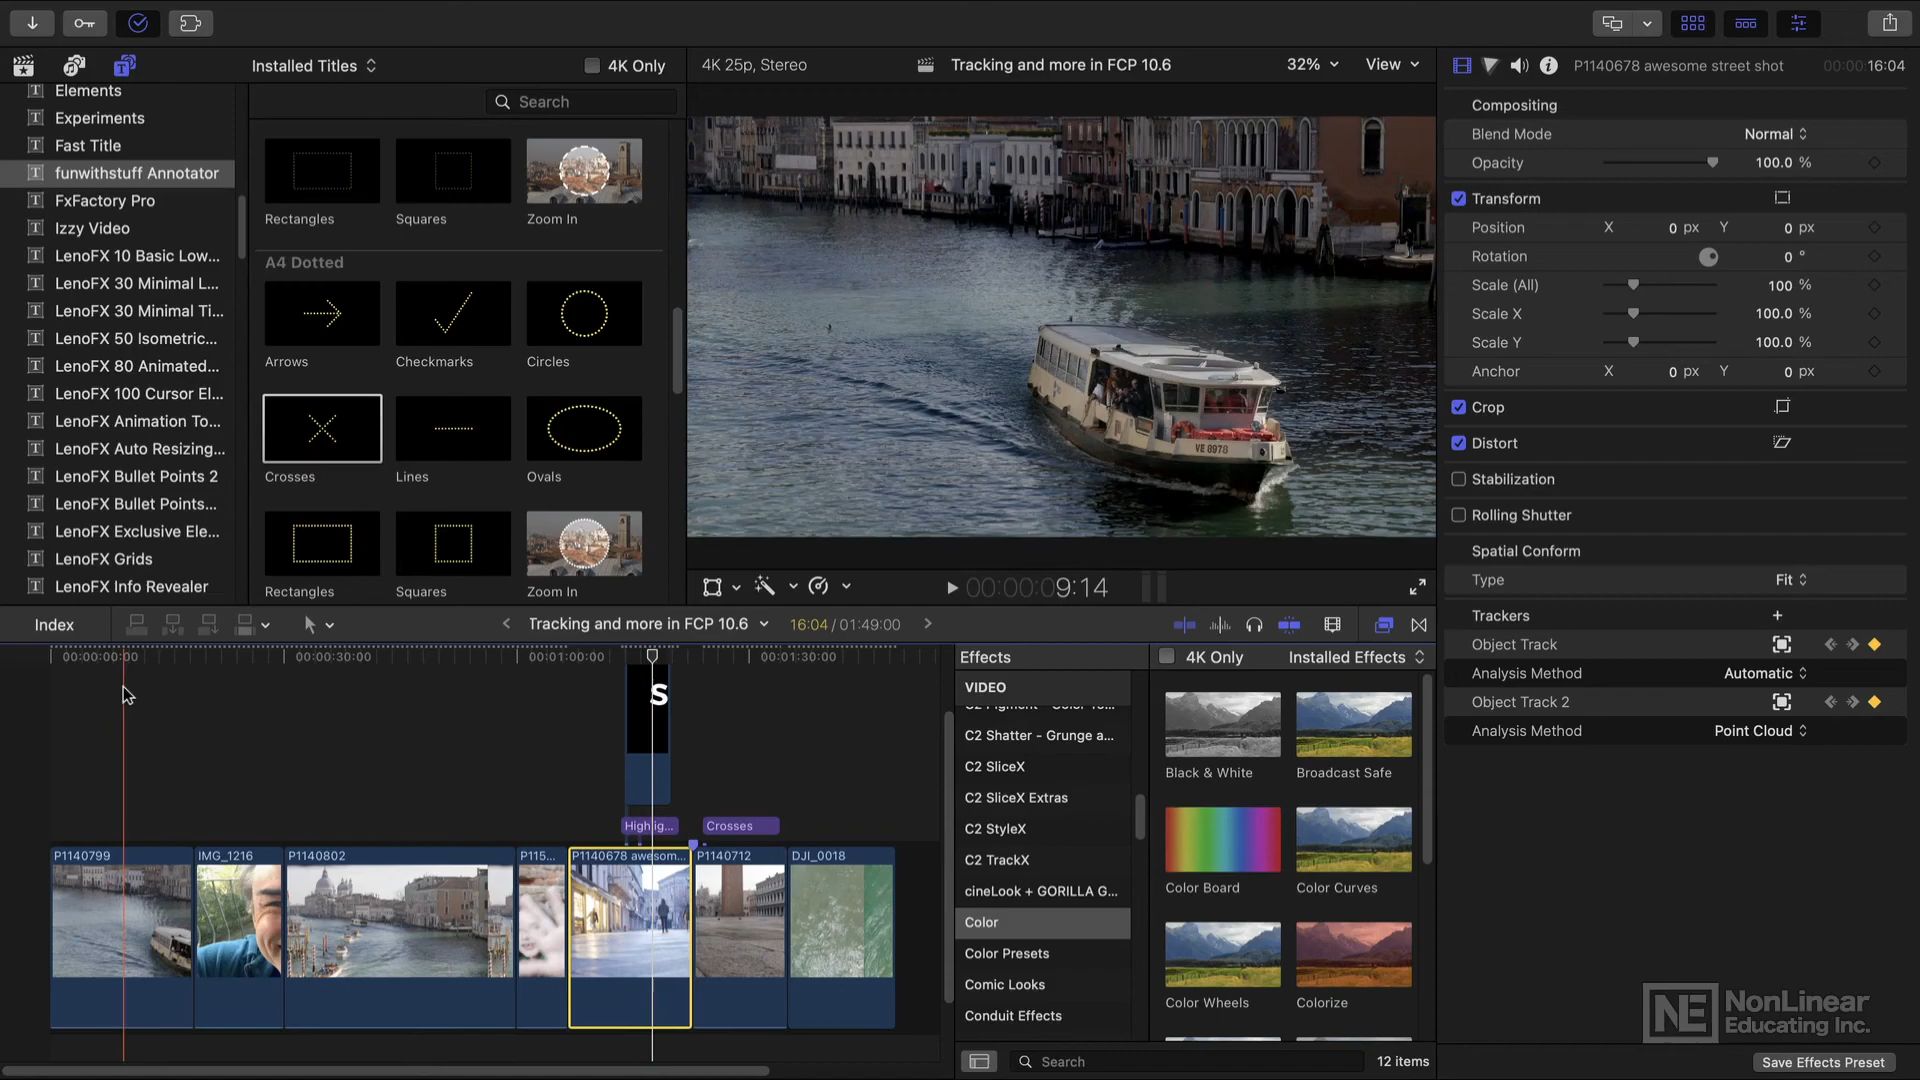 Installed Titles
4K Only
4K 25p, Stereo
Tracking and more in FCP 10.6
32%
View
P1140678 awesome street shot
00:00:16:04
Elements
Experiments
Fast Title
funwithstuff Annotator
FxFactory Pro
Izzy Video
LenoFX 10 Basic Low...
LenoFX 30 Minimal L...
LenoFX 30 Minimal Ti...
LenoFX 50 Isometric...
LenoFX 80 Animated...
LenoFX 100 Cursor El...
LenoFX Animation To...
LenoFX Auto Resizing...
LenoFX Bullet Points 2
LenoFX Bullet Points...
LenoFX Exclusive Ele...
LenoFX Grids
LenoFX Info Revealer
Search
Rectangles
Squares
Zoom In
A4 Dotted
Arrows
Checkmarks
Circles
Crosses
Lines
Ovals
Rectangles
Squares
Zoom In
VE 8978
00:00:09:14
Compositing
Blend Mode
Normal
Opacity
100.0 %
Transform
Position
X
0 px
Y
0 px
Rotation
0 °
Scale (All)
100 %
Scale X
100.0 %
Scale Y
100.0 %
Anchor
X
0 px
Y
0 px
Crop
Distort
Stabilization
Rolling Shutter
Spatial Conform
Type
Fit
Trackers
Object Track
Analysis Method
Automatic
Object Track 2
Analysis Method
Point Cloud
Index
Tracking and more in FCP 10.6
16:04 / 01:49:00
00:00:00:00
00:00:30:00
00:01:00:00
00:01:30:00
S
Highlig...
Crosses
P1140799
IMG_1216
P1140802
P115...
P1140678 awesom...
P1140712
DJI_0018
Effects
4K Only
Installed Effects
VIDEO
C2 Pigment - Color To...
C2 Shatter - Grunge a...
C2 SliceX
C2 SliceX Extras
C2 StyleX
C2 TrackX
cineLook + GORILLA G...
Color
Color Presets
Comic Looks
Conduit Effects
Black & White
Broadcast Safe
Color Board
Color Curves
Color Wheels
Colorize
Search
12 items
NE NonLinear
Educating Inc.
Save Effects Preset